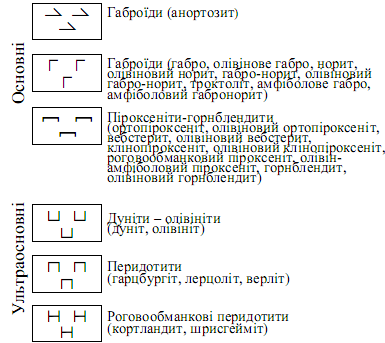 Основні
Габроїди (анортозит)
Габроїди (габро, олівінове габро, норит,
олівіновий норит, габро-норит, олівіновий
габро-норит, троктоліт, амфіболове габро,
амфіболовий габронорит)
Піроксеніти-горнблендити
(ортопіроксеніт, олівіновий ортопіроксеніт,
вебстерит, олівіновий вебстерит,
клінопіроксеніт, олівіновий клінопіроксеніт,
роговообманковий піроксеніт, олівін-
амфіболовий піроксеніт, горнблендит,
олівіновий горнблендит)
Ультраосновні
Дуніти – олівініти
(дуніт, олівініт)
Перидотити
(гарцбургіт, лерцоліт, верліт)
Роговообманкові перидотити
(кортландит, шрисгейміт)